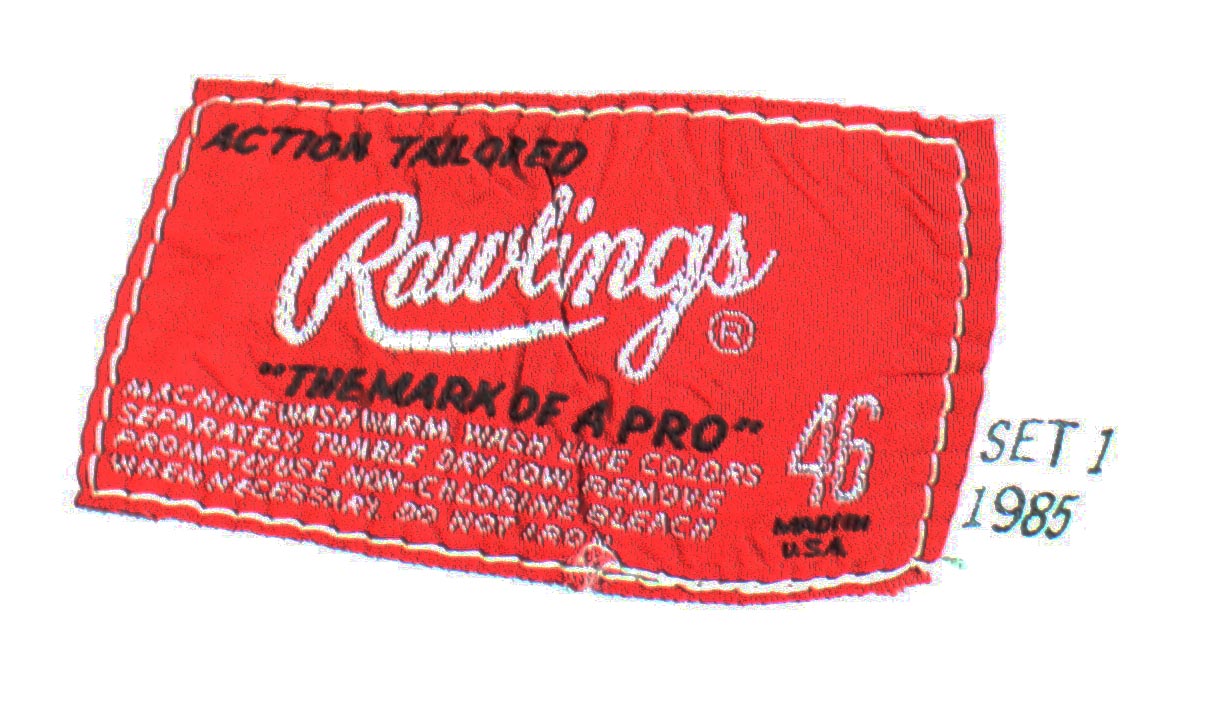 ACTION TAILORED
Rawlings ®
"THE MARK OF A PRO"
MACHINE WASH WARM, WASH LIKE COLORS
SEPARATELY, TUMBLE DRY LOW, REMOVE
PROMPTLY, USE NON-CHLORINE BLEACH
WHEN NECESSARY, DO NOT IRON
46
MADE IN
U.S.A.
SET 1
1985